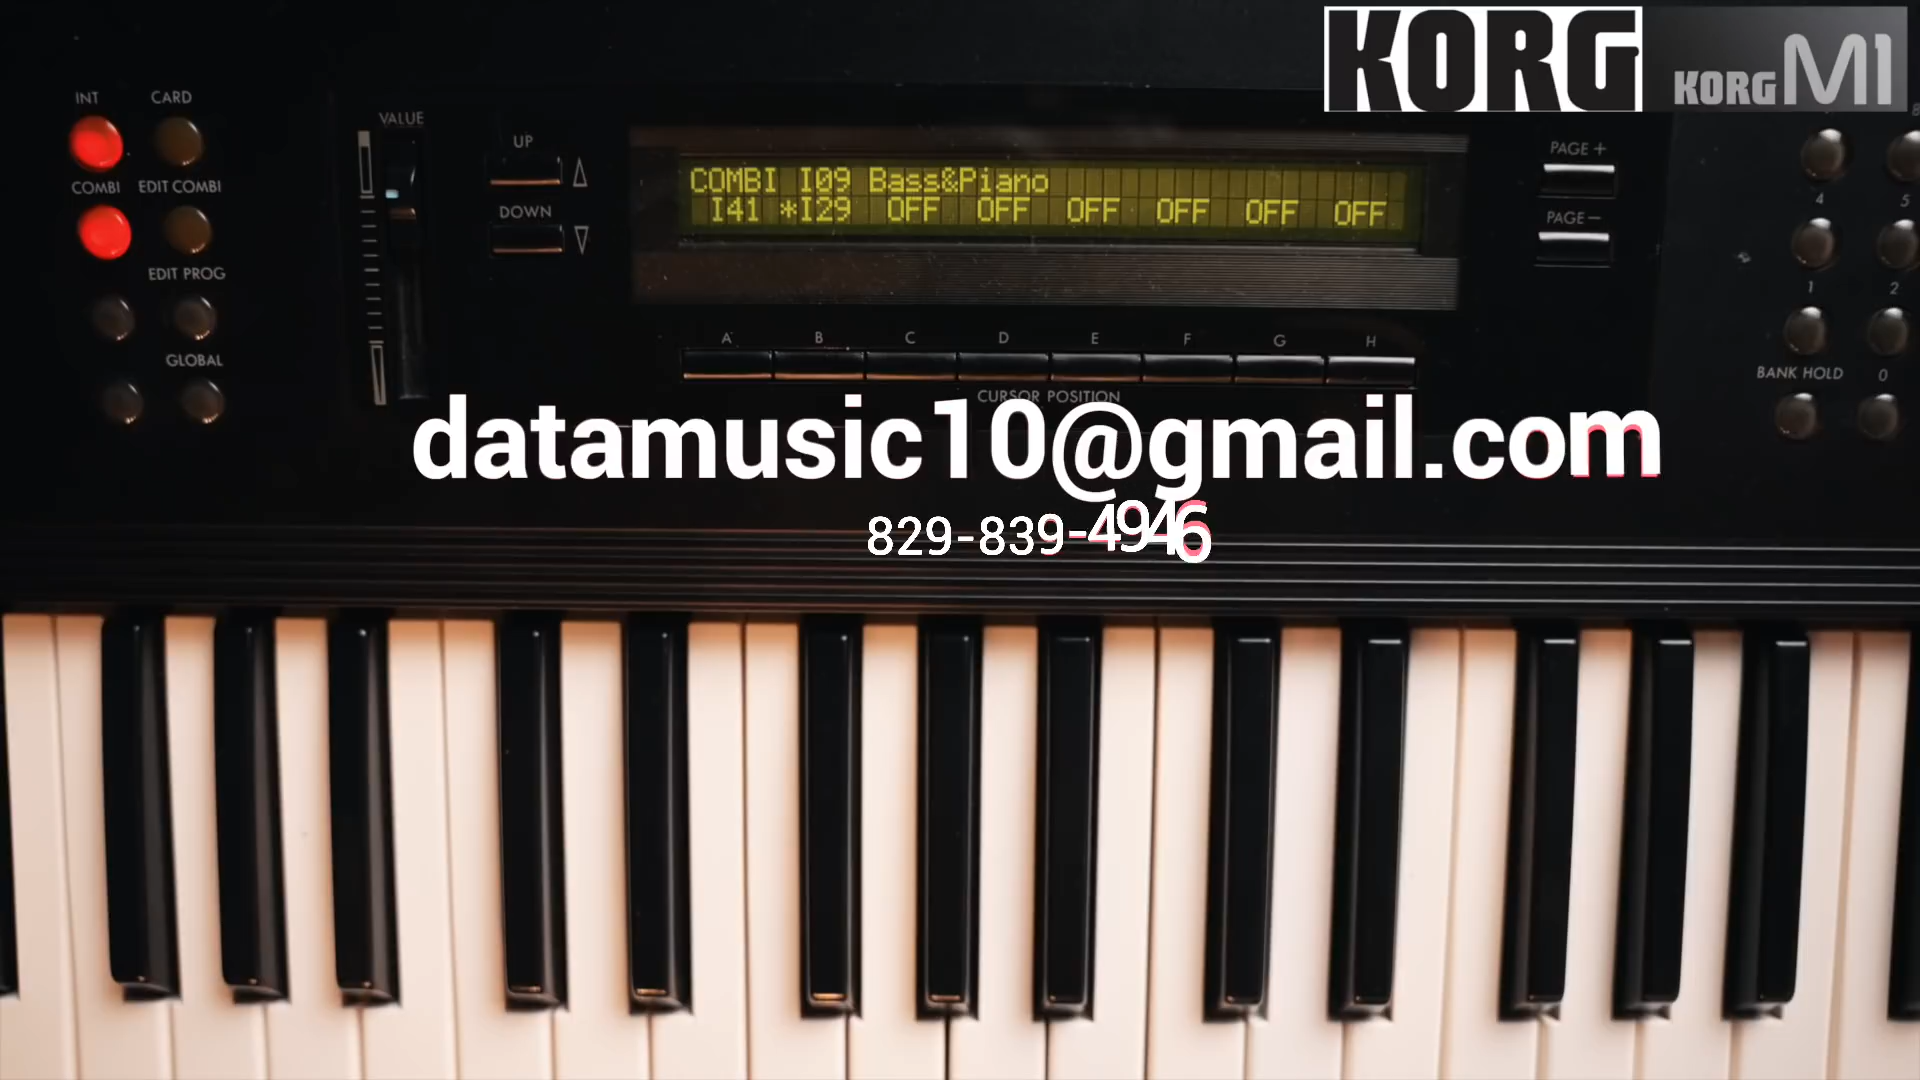 KORG
KORG M1
INT CARD
VALUE
UP
COMBI EDIT COMBI
DOWN
EDIT PROG
GLOBAL
COMBI I09 Bass&Piano
I41 *I29 OFF OFF OFF OFF OFF OFF
PAGE +
PAGE −
4 5
1 2
BANK HOLD 0
A B C D E F G H
CURSOR POSITION
datamusic10@gmail.com
829-839-4946